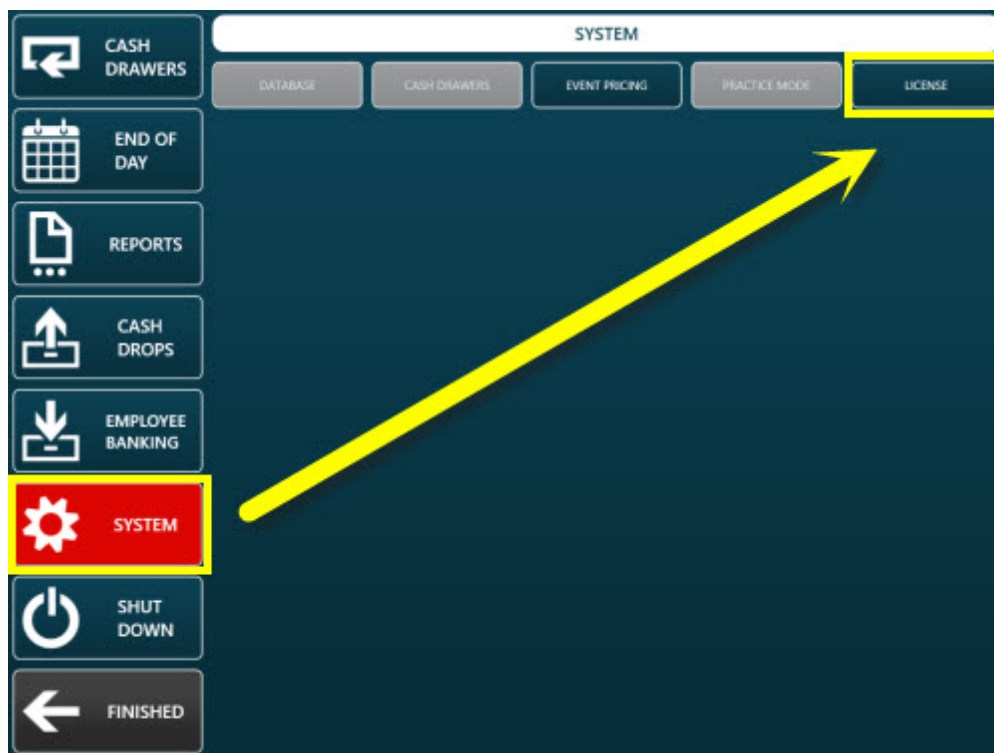 SYSTEM
DATABASE
CASH DRAWERS
EVENT PRICING
PRACTICE MODE
LICENSE
CASH
DRAWERS
END OF
DAY
REPORTS
CASH
DROPS
EMPLOYEE
BANKING
SYSTEM
SHUT
DOWN
FINISHED